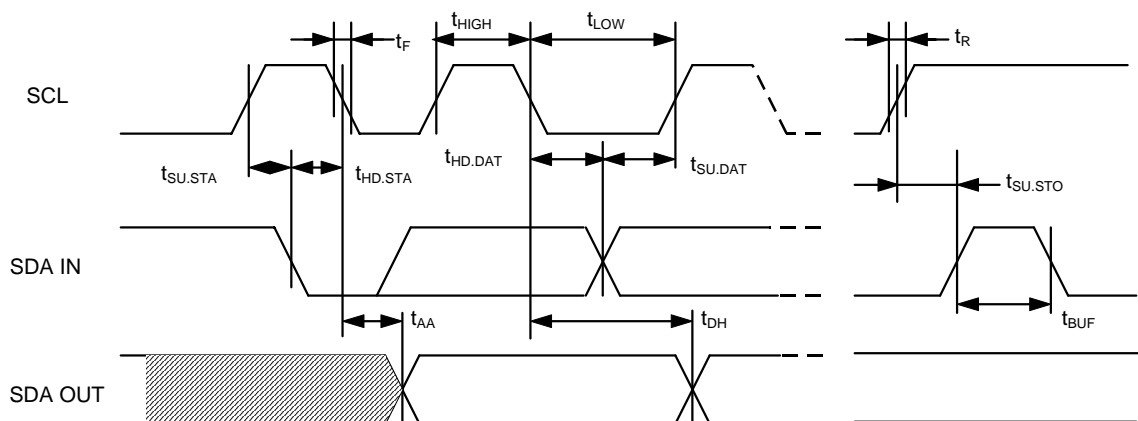 tHIGH
tLOW
tF
tR
SCL
tSU.STA
tHD.STA
tHD.DAT
tSU.DAT
tSU.STO
SDA IN
tAA
tDH
tBUF
SDA OUT